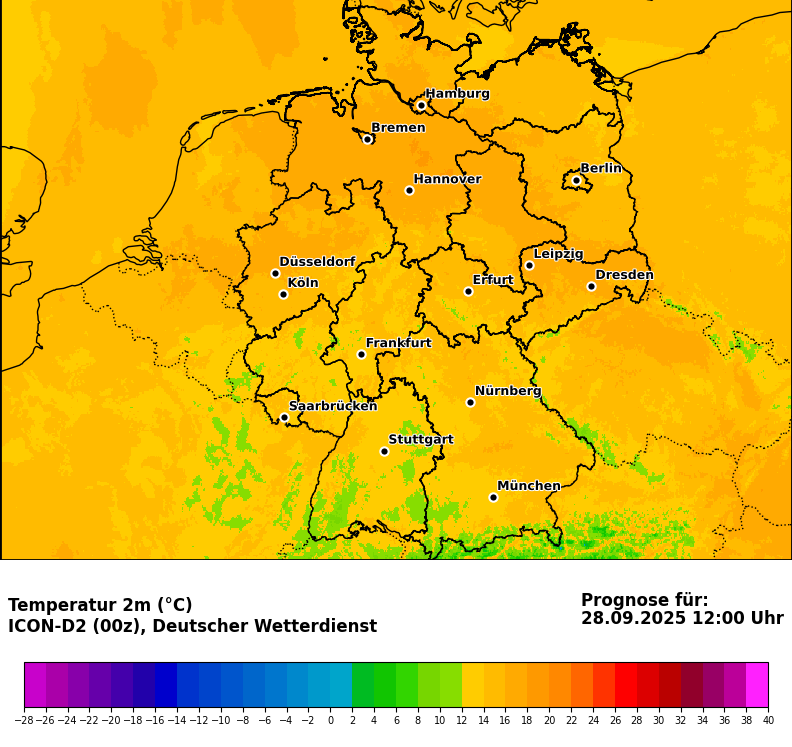 Hamburg
Bremen
Berlin
Hannover
Leipzig
Düsseldorf
Dresden
Köln
Erfurt
Frankfurt
Nürnberg
Saarbrücken
Stuttgart
München
Temperatur 2m (°C)
ICON-D2 (00z), Deutscher Wetterdienst
Prognose für:
28.09.2025 12:00 Uhr
−28 −26 −24 −22 −20 −18 −16 −14 −12 −10 −8 −6 −4 −2 0 2 4 6 8 10 12 14 16 18 20 22 24 26 28 30 32 34 36 38 40